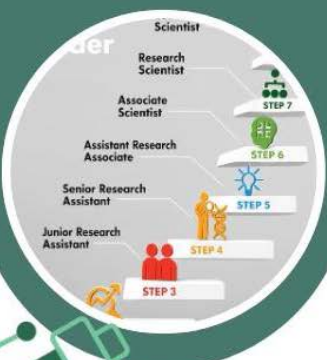 Scientist
der
Research
Scientist
STEP 7
Associate
Scientist
STEP 6
Assistant Research
Associate
STEP 5
Senior Research
Assistant
STEP 4
Junior Research
Assistant
STEP 3